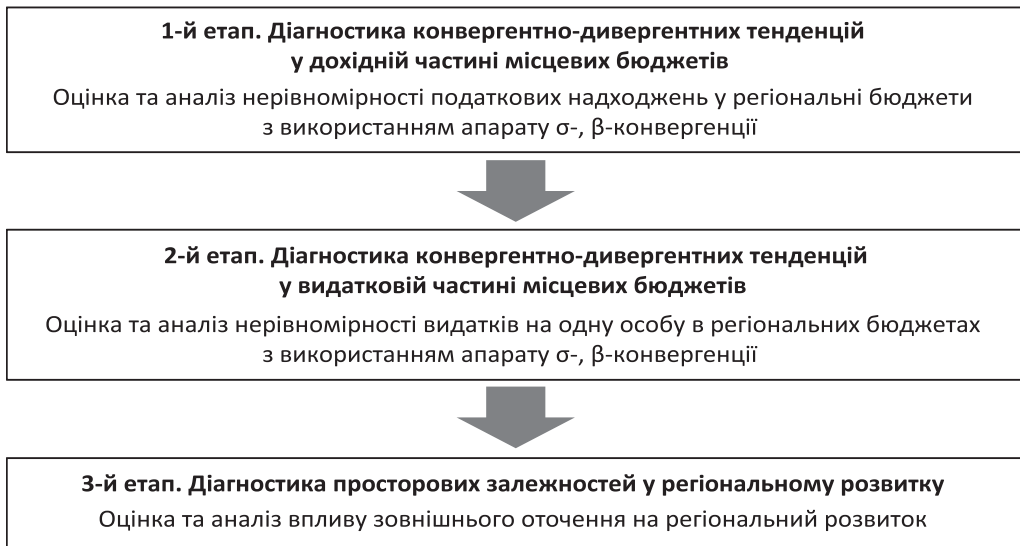 1-й етап. Діагностика конвергентно-дивергентних тенденцій
у дохідній частині місцевих бюджетів
Оцінка та аналіз нерівномірності податкових надходжень у регіональні бюджети
з використанням апарату σ-, β-конвергенції
2-й етап. Діагностика конвергентно-дивергентних тенденцій
у видатковій частині місцевих бюджетів
Оцінка та аналіз нерівномірності видатків на одну особу в регіональних бюджетах
з використанням апарату σ-, β-конвергенції
3-й етап. Діагностика просторових залежностей у регіональному розвитку
Оцінка та аналіз впливу зовнішнього оточення на регіональний розвиток